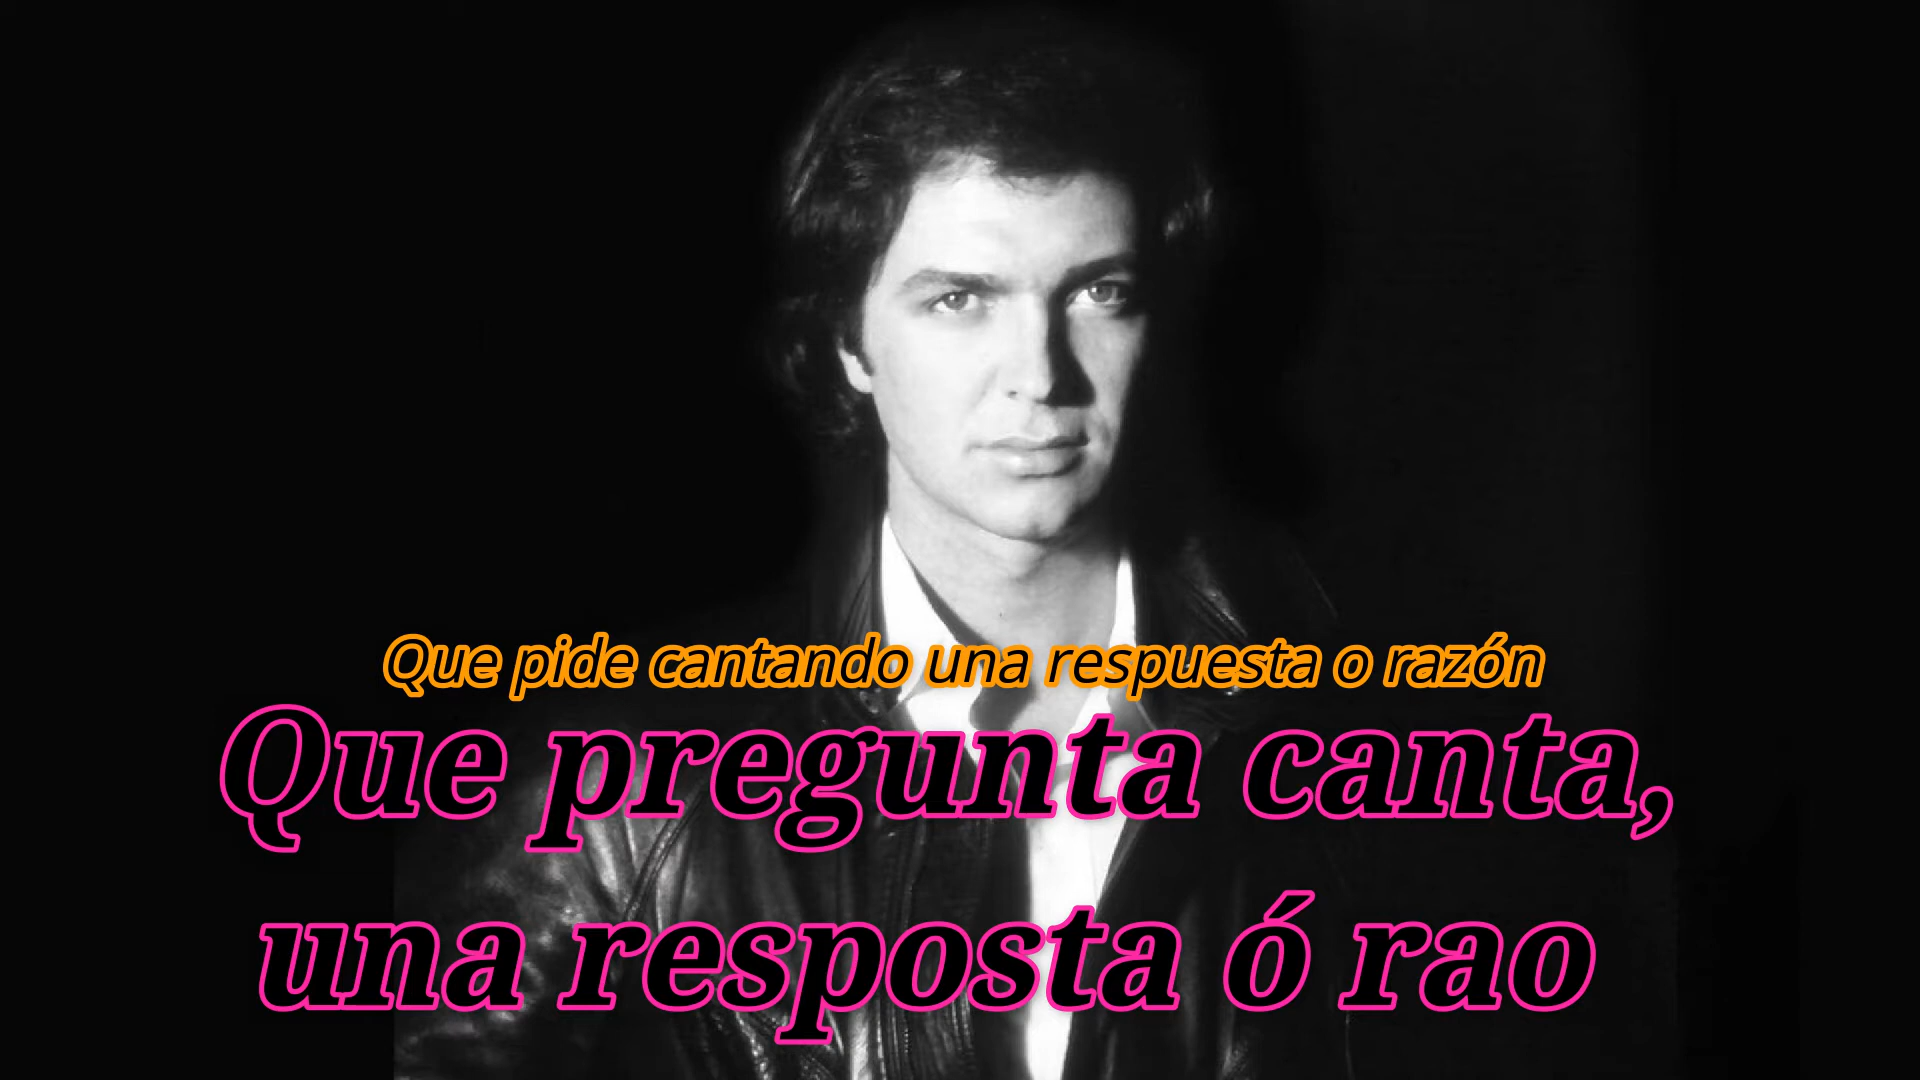 Que pide cantando una respuesta o razón
Que pregunta canta,
una resposta ó rao